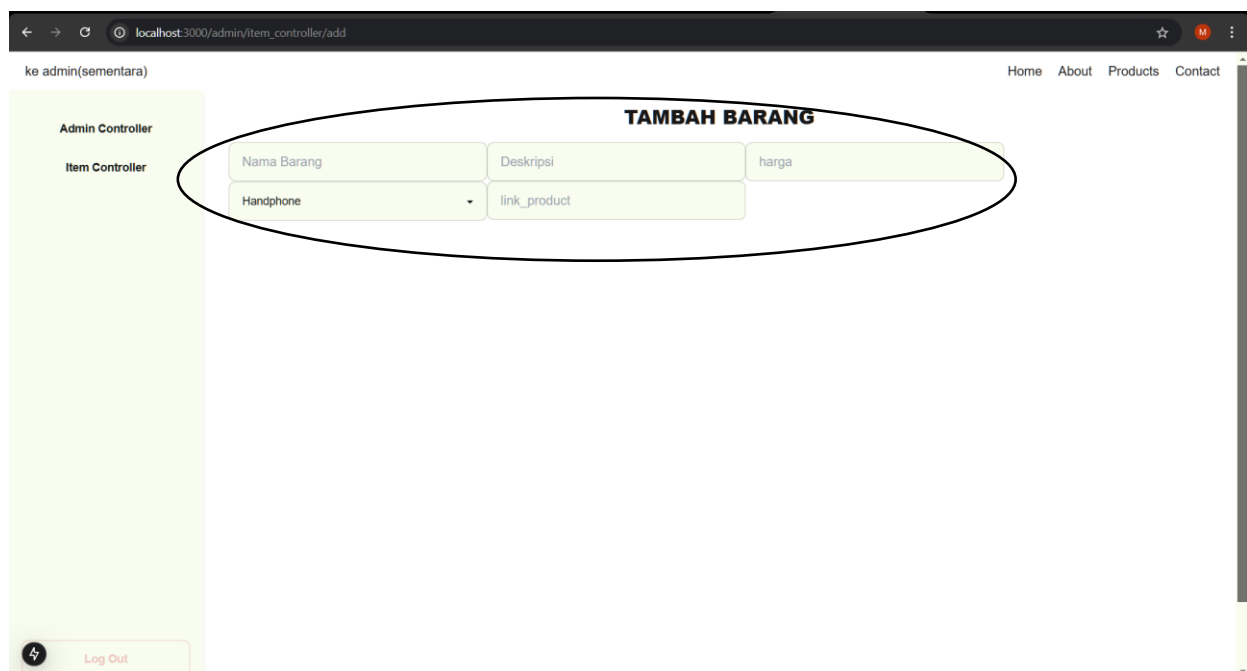 localhost:3000/admin/item_controller/add
M
ke admin(sementara)
Home About Products Contact
Admin Controller
Item Controller
TAMBAH BARANG
Nama Barang Deskripsi harga
Handphone link_product
Log Out